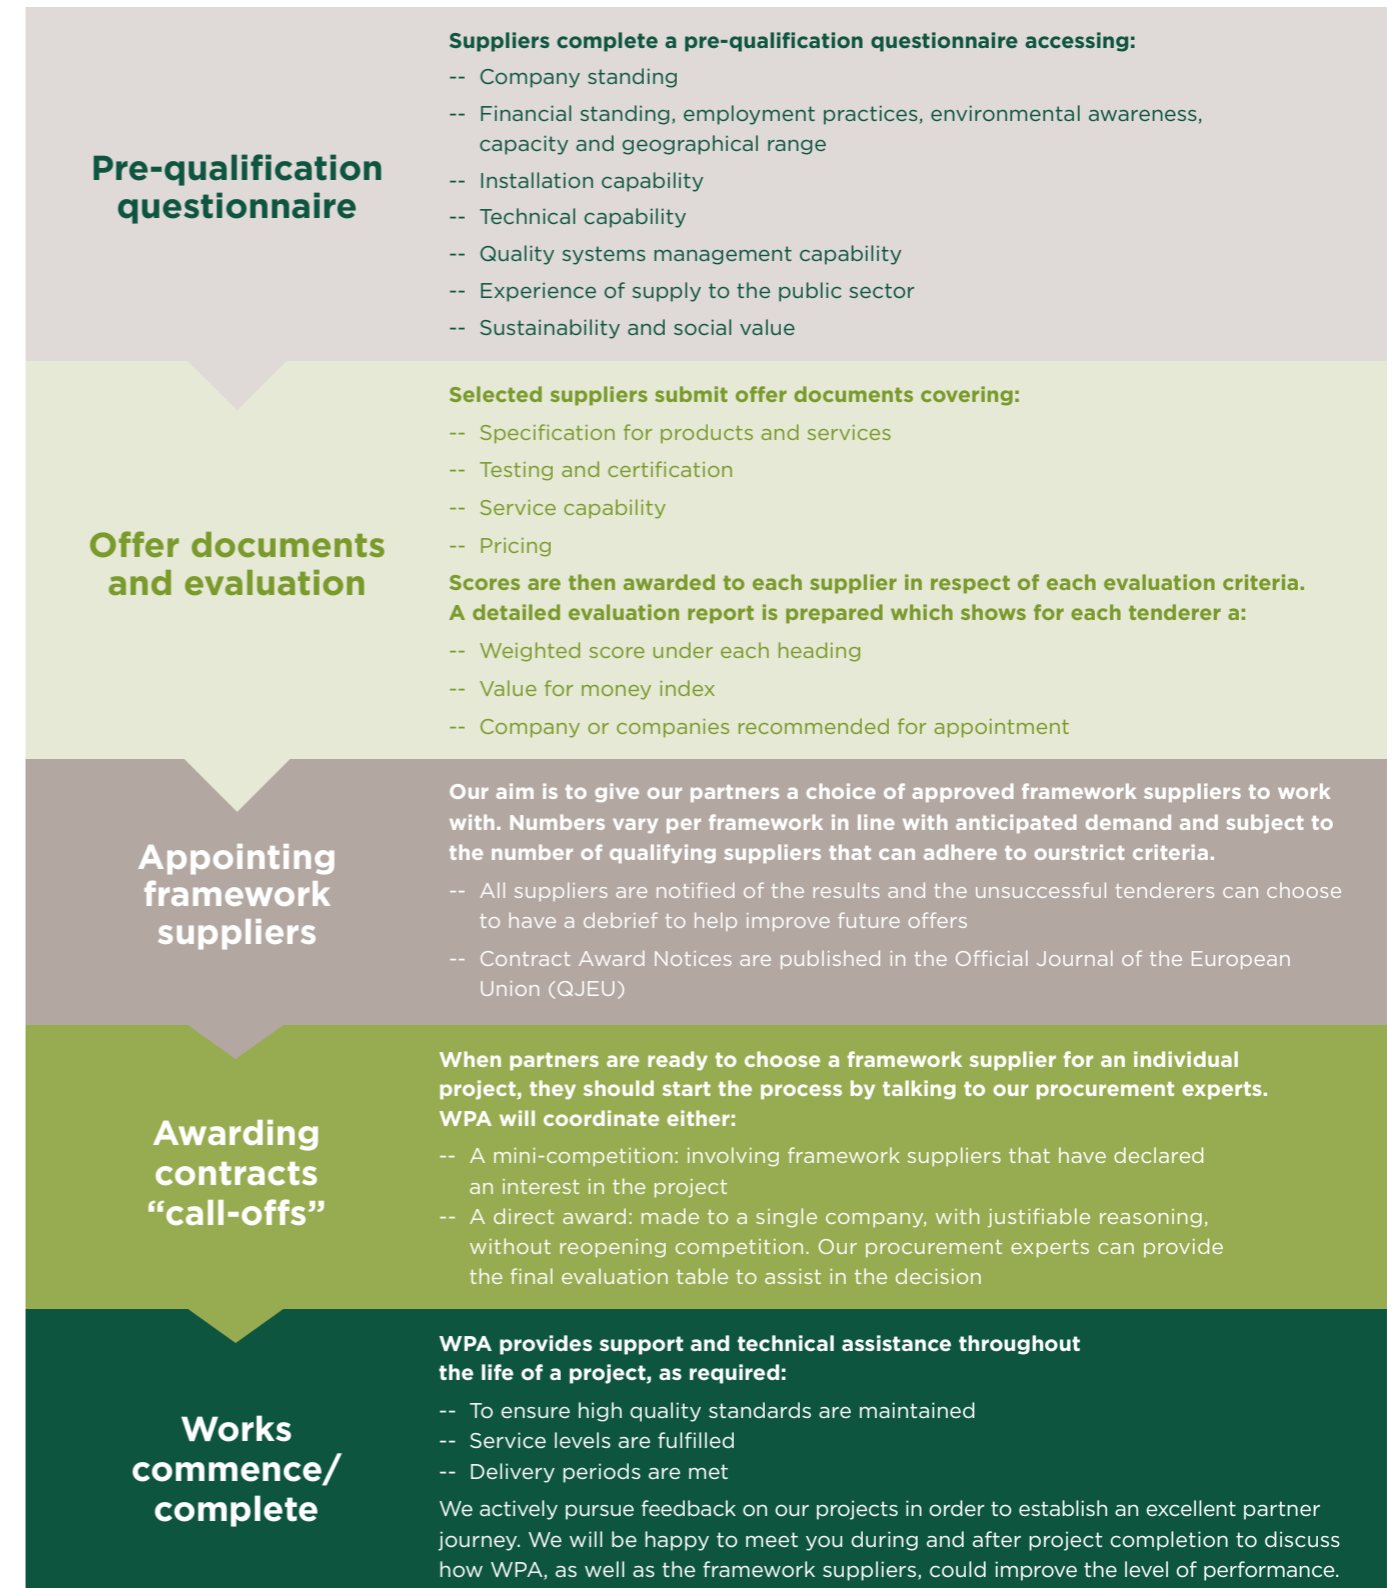 Pre-qualification
questionnaire
Suppliers complete a pre-qualification questionnaire accessing:
-- Company standing
-- Financial standing, employment practices, environmental awareness,
capacity and geographical range
-- Installation capability
-- Technical capability
-- Quality systems management capability
-- Experience of supply to the public sector
-- Sustainability and social value
Offer documents
and evaluation
Selected suppliers submit offer documents covering:
-- Specification for products and services
-- Testing and certification
-- Service capability
-- Pricing
Scores are then awarded to each supplier in respect of each evaluation criteria.
A detailed evaluation report is prepared which shows for each tenderer a:
-- Weighted score under each heading
-- Value for money index
-- Company or companies recommended for appointment
Appointing
framework
suppliers
Our aim is to give our partners a choice of approved framework suppliers to work
with. Numbers vary per framework in line with anticipated demand and subject to
the number of qualifying suppliers that can adhere to ourstrict criteria.
-- All suppliers are notified of the results and the unsuccessful tenderers can choose
to have a debrief to help improve future offers
-- Contract Award Notices are published in the Official Journal of the European
Union (QJEU)
Awarding
contracts
“call-offs”
When partners are ready to choose a framework supplier for an individual
project, they should start the process by talking to our procurement experts.
WPA will coordinate either:
-- A mini-competition: involving framework suppliers that have declared
an interest in the project
-- A direct award: made to a single company, with justifiable reasoning,
without reopening competition. Our procurement experts can provide
the final evaluation table to assist in the decision
Works
commence/
complete
WPA provides support and technical assistance throughout
the life of a project, as required:
-- To ensure high quality standards are maintained
-- Service levels are fulfilled
-- Delivery periods are met
We actively pursue feedback on our projects in order to establish an excellent partner
journey. We will be happy to meet you during and after project completion to discuss
how WPA, as well as the framework suppliers, could improve the level of performance.